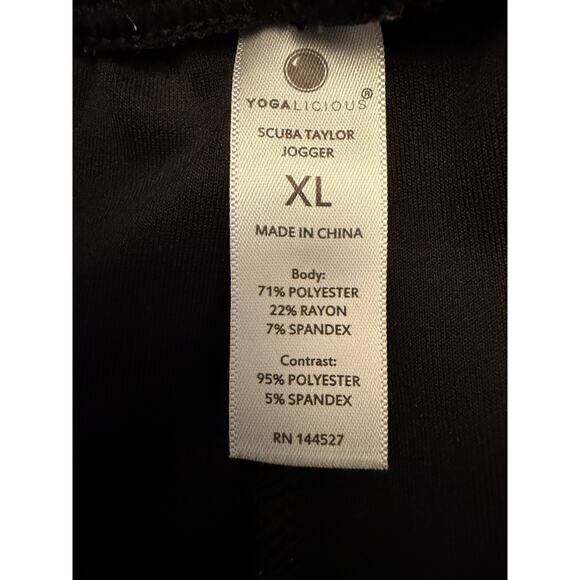 YOGALICIOUS®
SCUBA TAYLOR
JOGGER
XL
MADE IN CHINA
Body:
71% POLYESTER
22% RAYON
7% SPANDEX
Contrast:
95% POLYESTER
5% SPANDEX
RN 144527